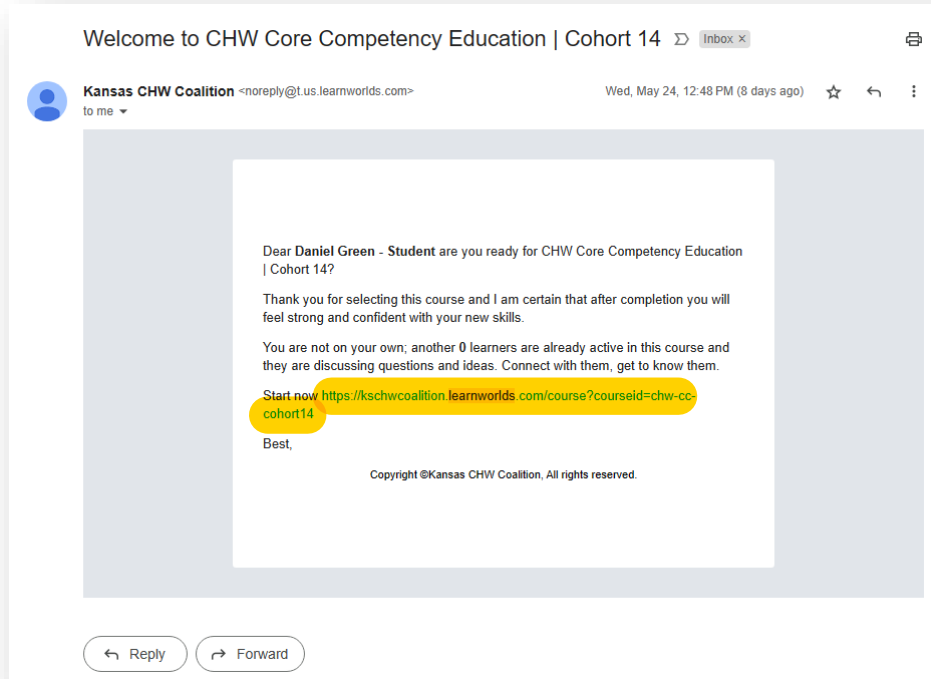 Welcome to CHW Core Competency Education | Cohort 14 Inbox ×
Kansas CHW Coalition <noreply@t.us.learnworlds.com> Wed, May 24, 12:48 PM (8 days ago)
to me
Dear Daniel Green - Student are you ready for CHW Core Competency Education
| Cohort 14?
Thank you for selecting this course and I am certain that after completion you will
feel strong and confident with your new skills.
You are not on your own; another 0 learners are already active in this course and
they are discussing questions and ideas. Connect with them, get to know them.
Start now https://kschwcoalition.learnworlds.com/course?courseid=chw-cc-
cohort14
Best,
Copyright ©Kansas CHW Coalition, All rights reserved.
Reply Forward